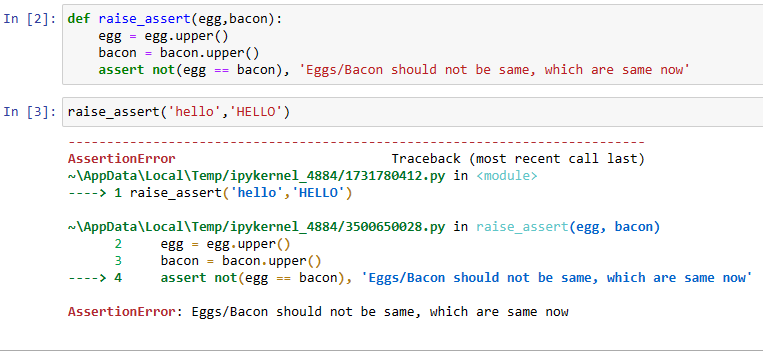 In [2]: def raise_assert(egg,bacon):
    egg = egg.upper()
    bacon = bacon.upper()
    assert not(egg == bacon), 'Eggs/Bacon should not be same, which are same now'
In [3]: raise_assert('hello','HELLO')
---------------------------------------------------------------------------
AssertionError                            Traceback (most recent call last)
~\AppData\Local\Temp/ipykernel_4884/1731780412.py in <module>
----> 1 raise_assert('hello','HELLO')
~\AppData\Local\Temp/ipykernel_4884/3500650028.py in raise_assert(egg, bacon)
      2     egg = egg.upper()
      3     bacon = bacon.upper()
----> 4     assert not(egg == bacon), 'Eggs/Bacon should not be same, which are same now'
AssertionError: Eggs/Bacon should not be same, which are same now